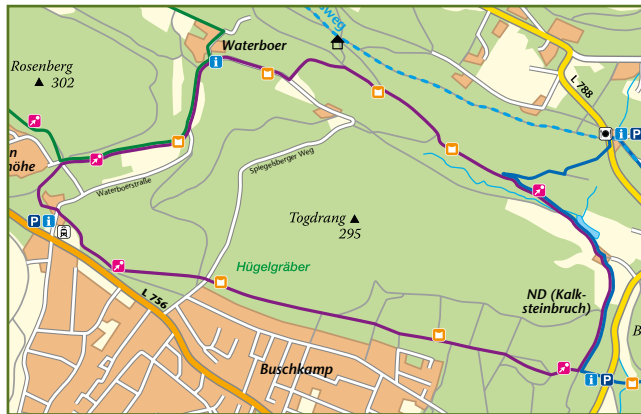 weg
Waterboer
Rosenberg
302
L 788
i
P
n
höhe
Spiegelsberger Weg
Waterboerstraße
P i
Togdrang
295
Hügelgräber
L 756
ND (Kalk-
steinbruch)
B
Buschkamp
i P
i